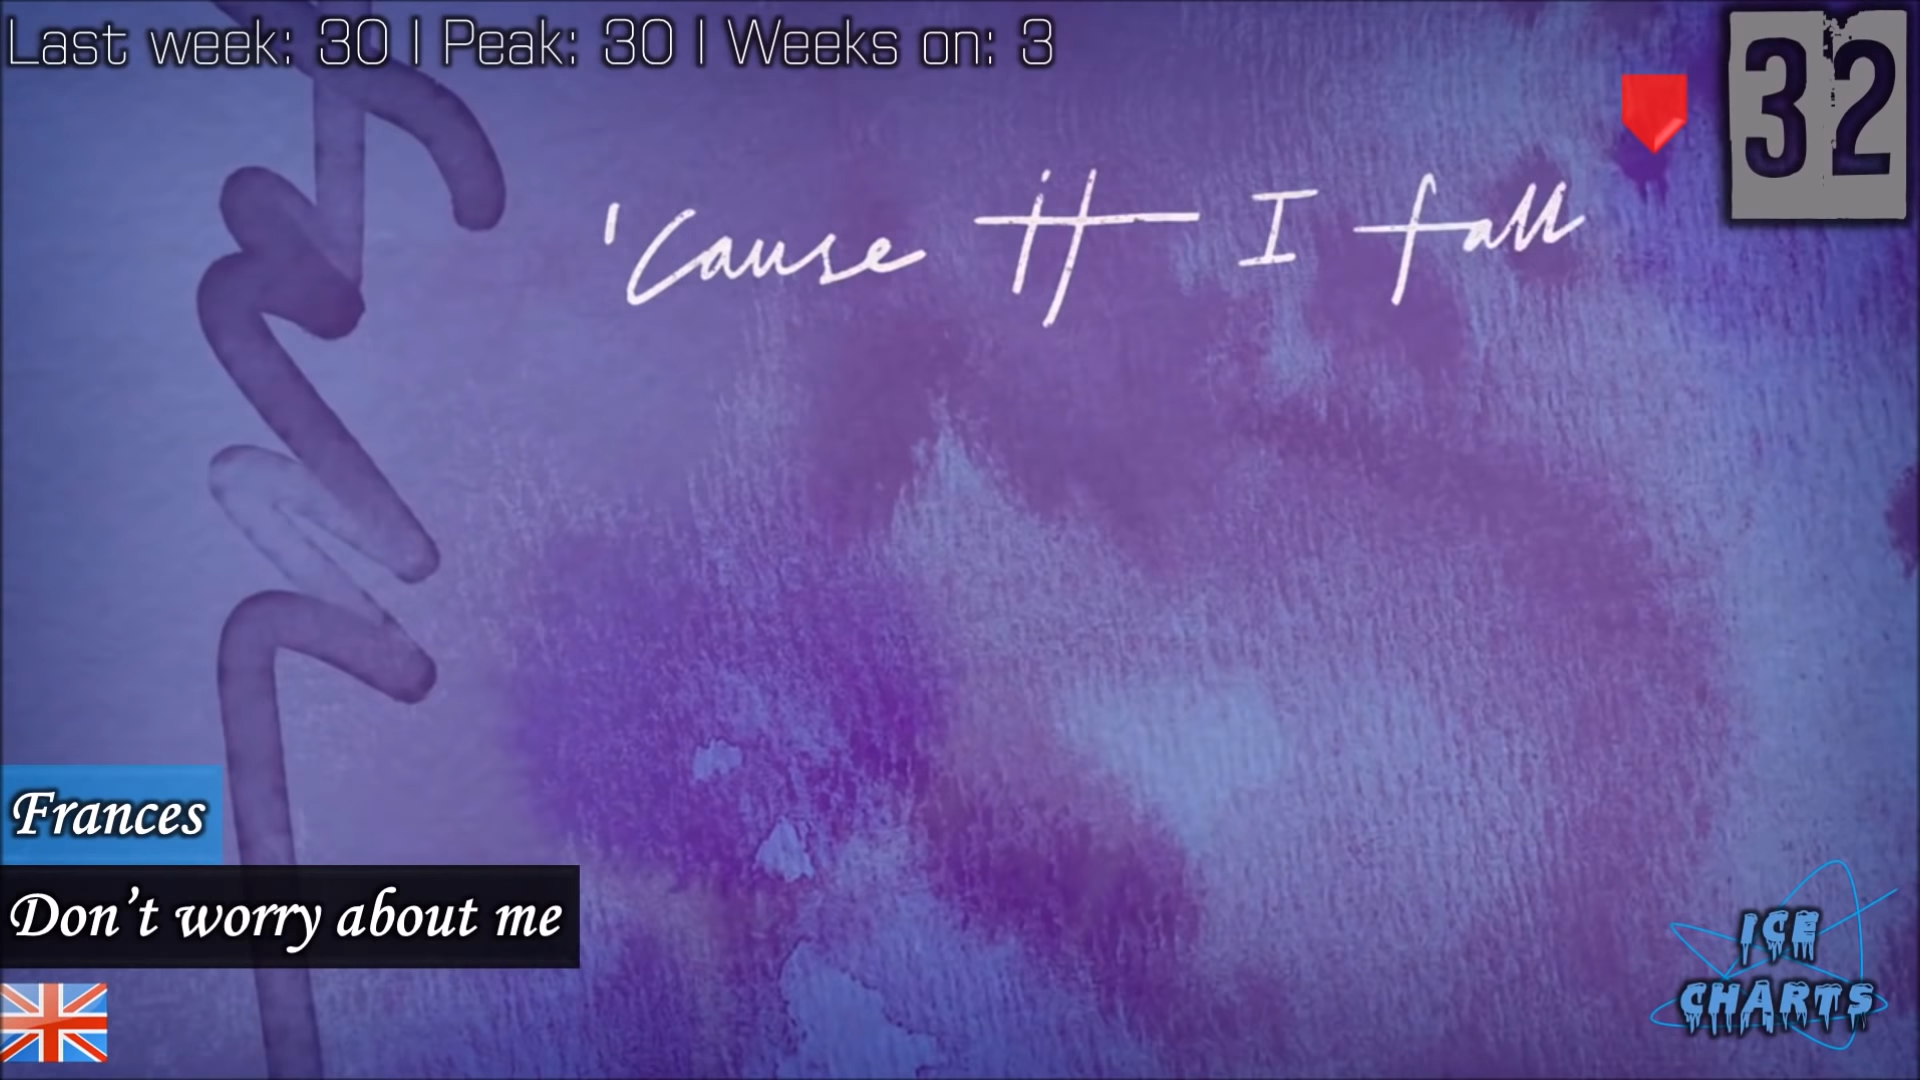 Last week: 30 | Peak: 30 | Weeks on: 3
32
'Cause if I fall
Frances
Don't worry about me
ICE
CHARTS